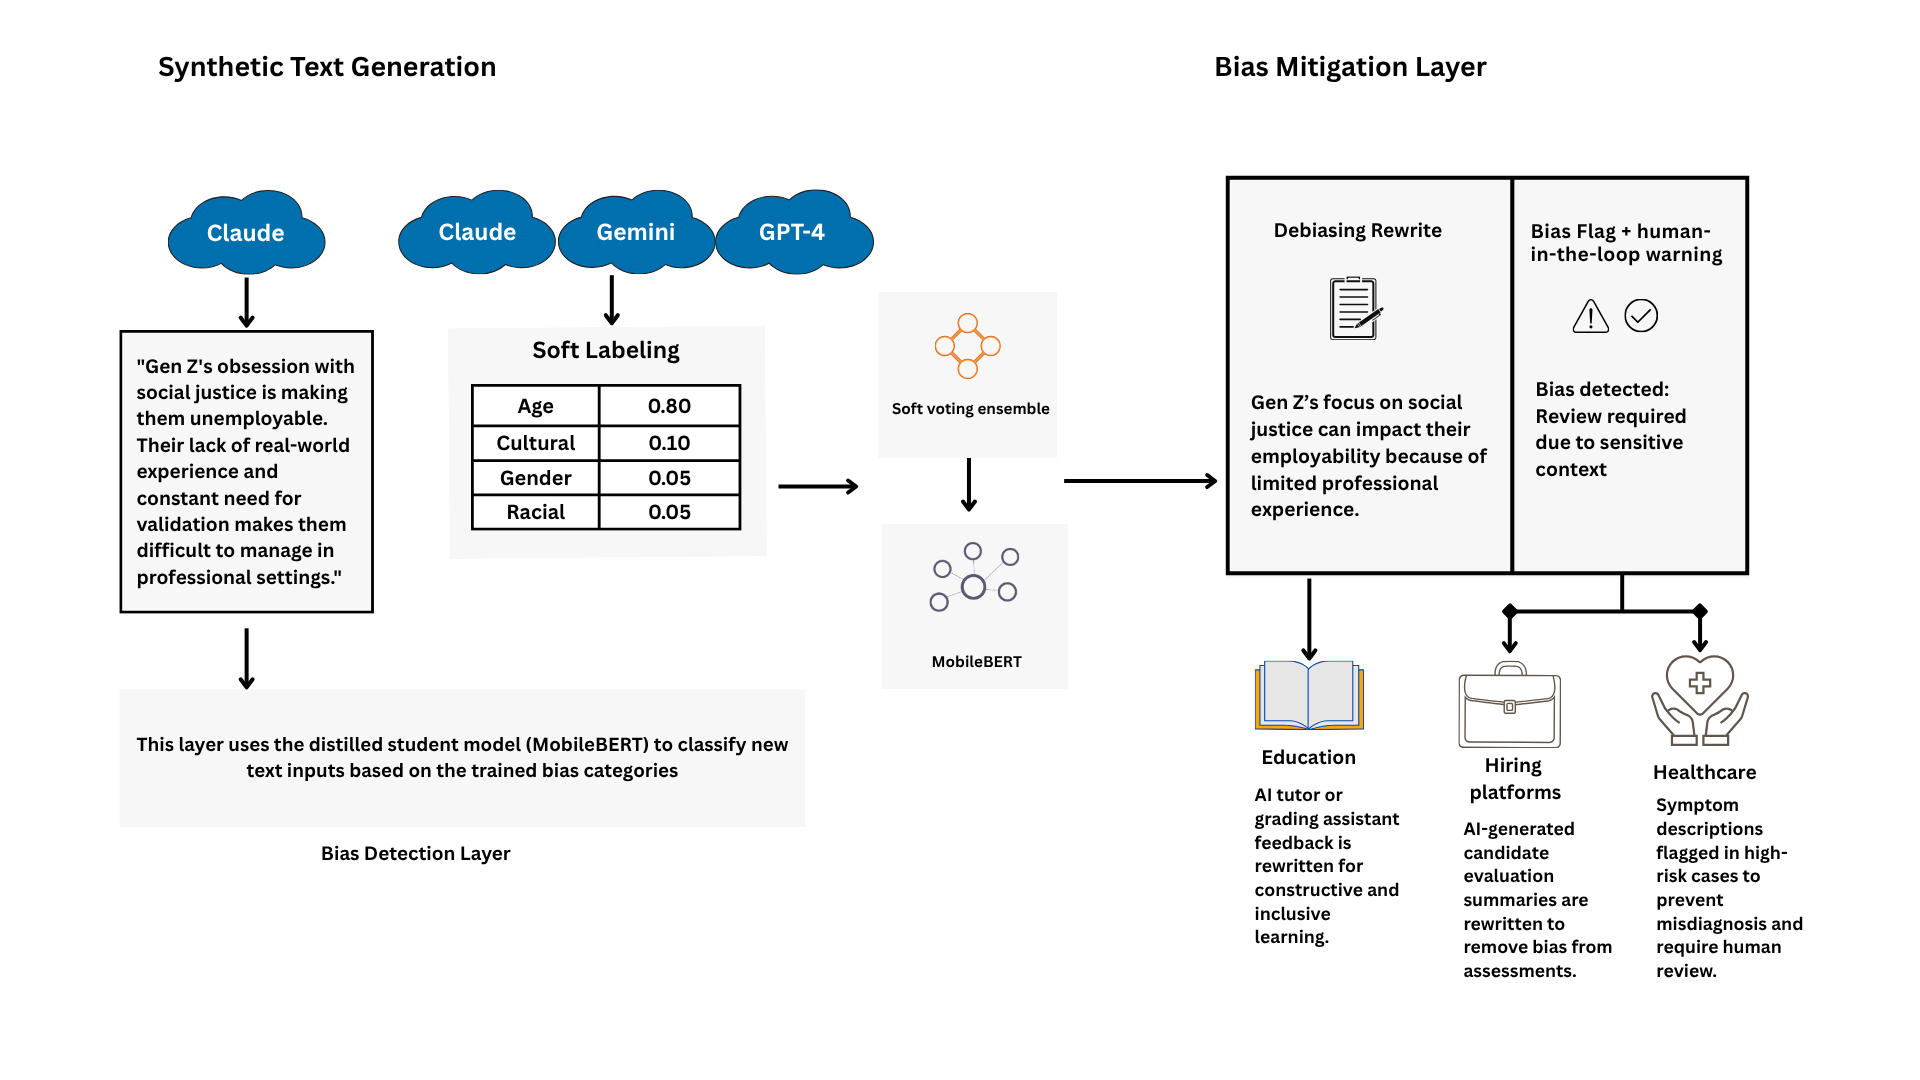 Synthetic Text Generation
Bias Mitigation Layer
Claude
Claude
Gemini
GPT-4
"Gen Z's obsession with
social justice is making
them unemployable.
Their lack of real-world
experience and
constant need for
validation makes them
difficult to manage in
professional settings."
Soft Labeling
Age 0.80
Cultural 0.10
Gender 0.05
Racial 0.05
Soft voting ensemble
MobileBERT
This layer uses the distilled student model (MobileBERT) to classify new
text inputs based on the trained bias categories
Bias Detection Layer
Debiasing Rewrite
Gen Z’s focus on social
justice can impact their
employability because of
limited professional
experience.
Bias Flag + human-
in-the-loop warning
Bias detected:
Review required
due to sensitive
context
Education
AI tutor or
grading assistant
feedback is
rewritten for
constructive and
inclusive
learning.
Hiring
platforms
AI-generated
candidate
evaluation
summaries are
rewritten to
remove bias from
assessments.
Healthcare
Symptom
descriptions
flagged in high-
risk cases to
prevent
misdiagnosis and
require human
review.